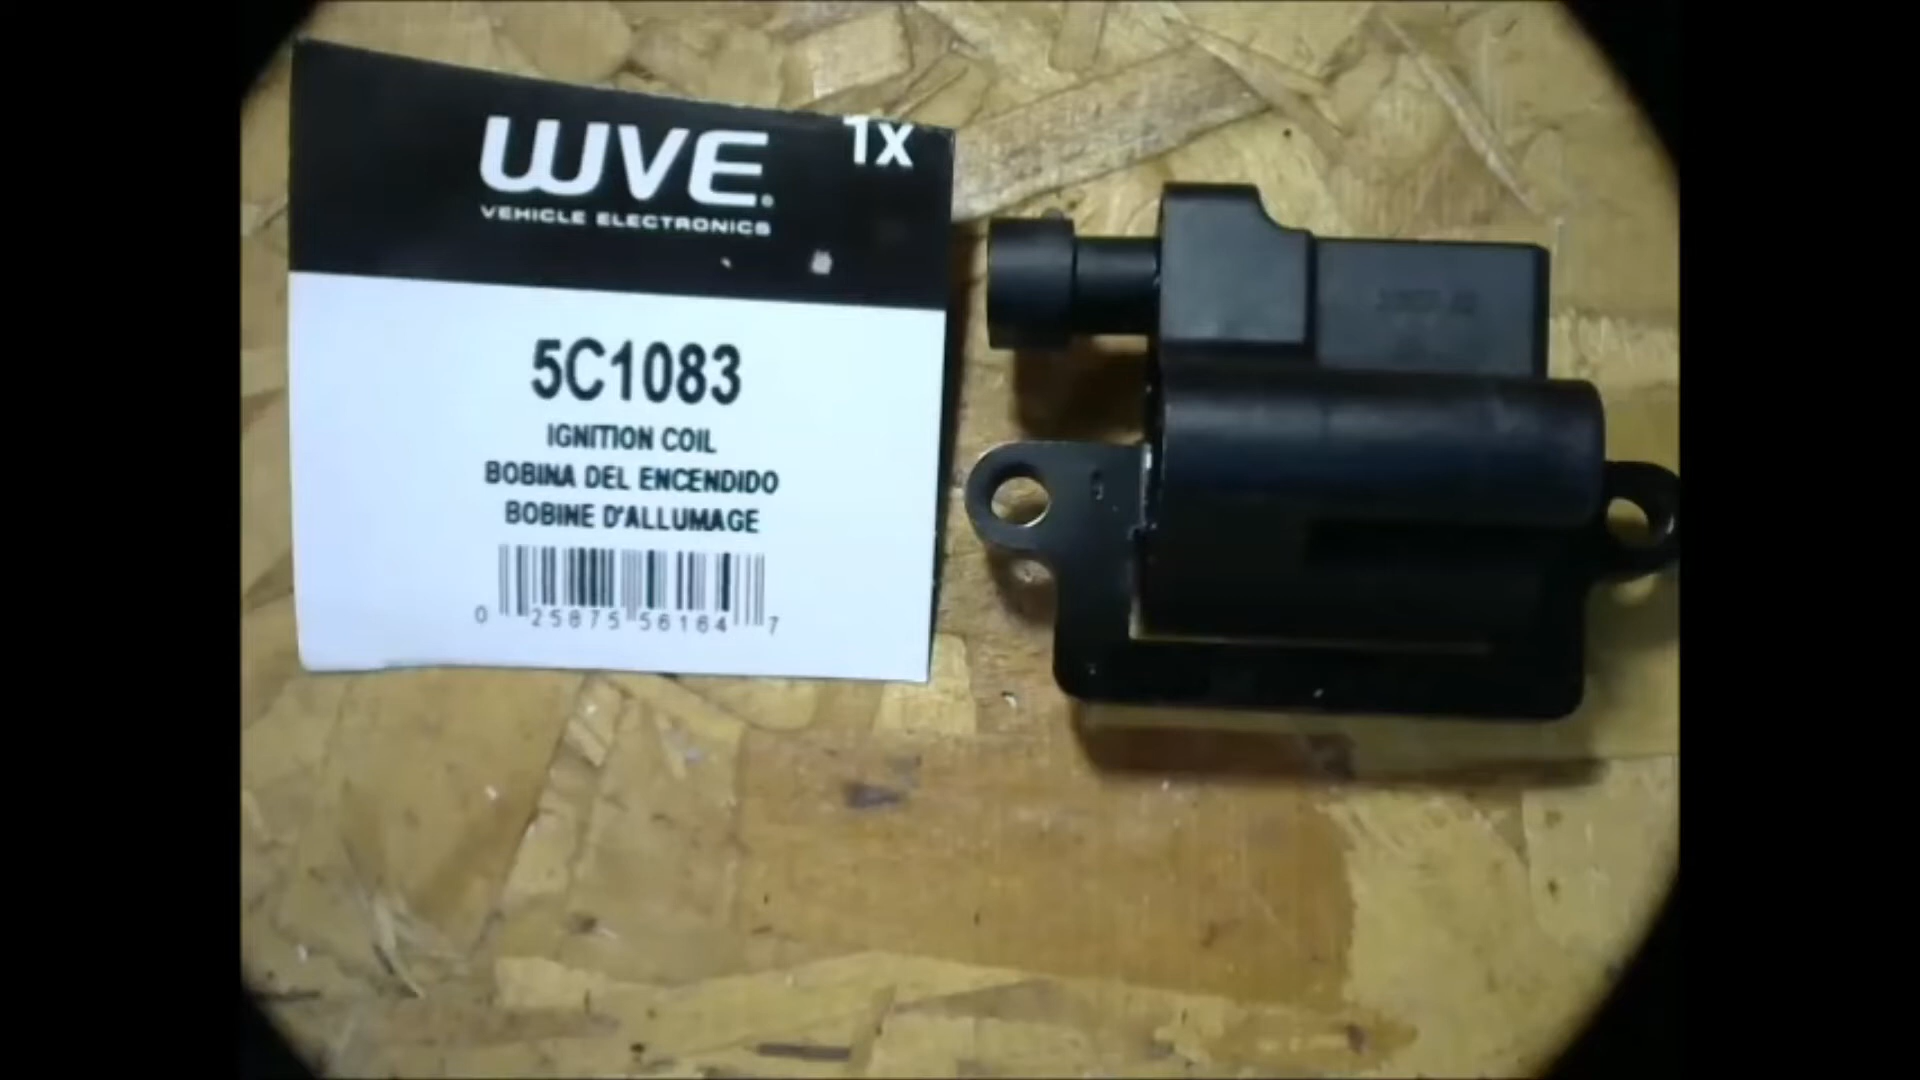 WVE®
1x
VEHICLE ELECTRONICS
5C1083
IGNITION COIL
BOBINA DEL ENCENDIDO
BOBINE D'ALLUMAGE
0 25875 56164 7